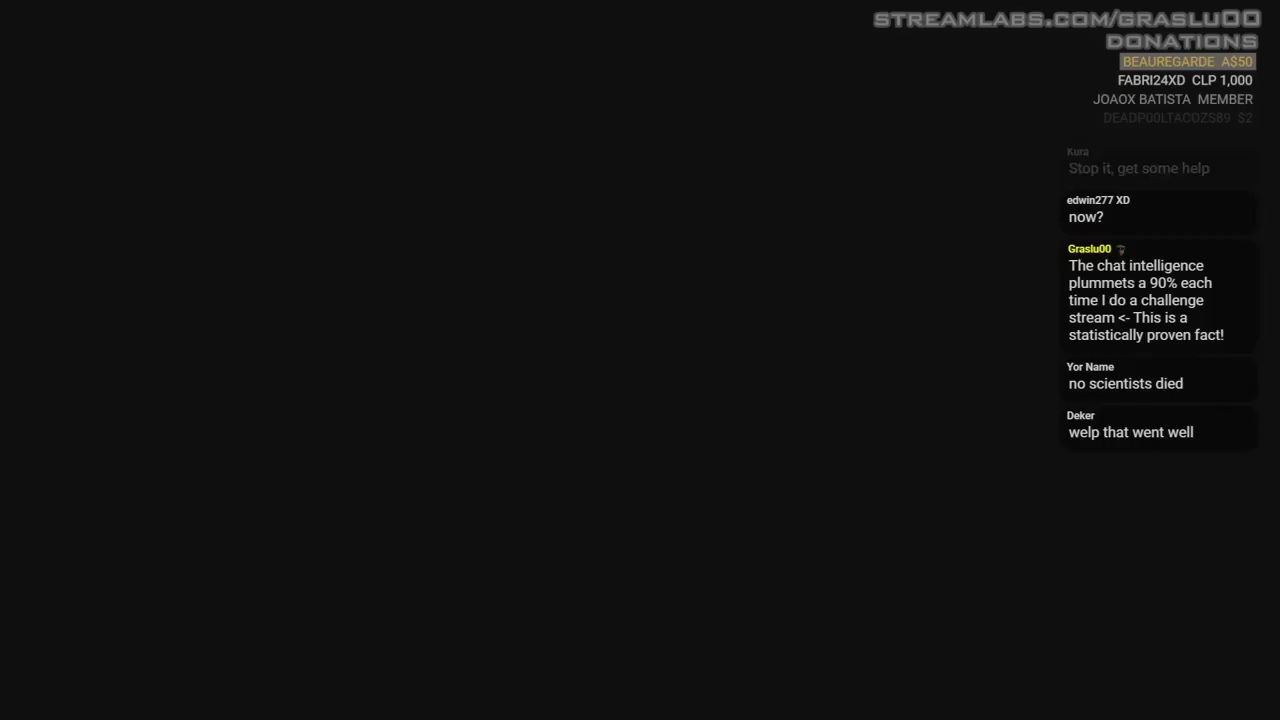 STREAMLABS.COM/GRASLU00
DONATIONS
BEAUREGARDE A$50
FABRI24XD CLP 1,000
JOAOX BATISTA MEMBER
DEADP00LTACOZS89 $2
Kura
Stop it, get some help
edwin277 XD
now?
Graslu00
The chat intelligence
plummets a 90% each
time I do a challenge
stream <- This is a
statistically proven fact!
Yor Name
no scientists died
Deker
welp that went well